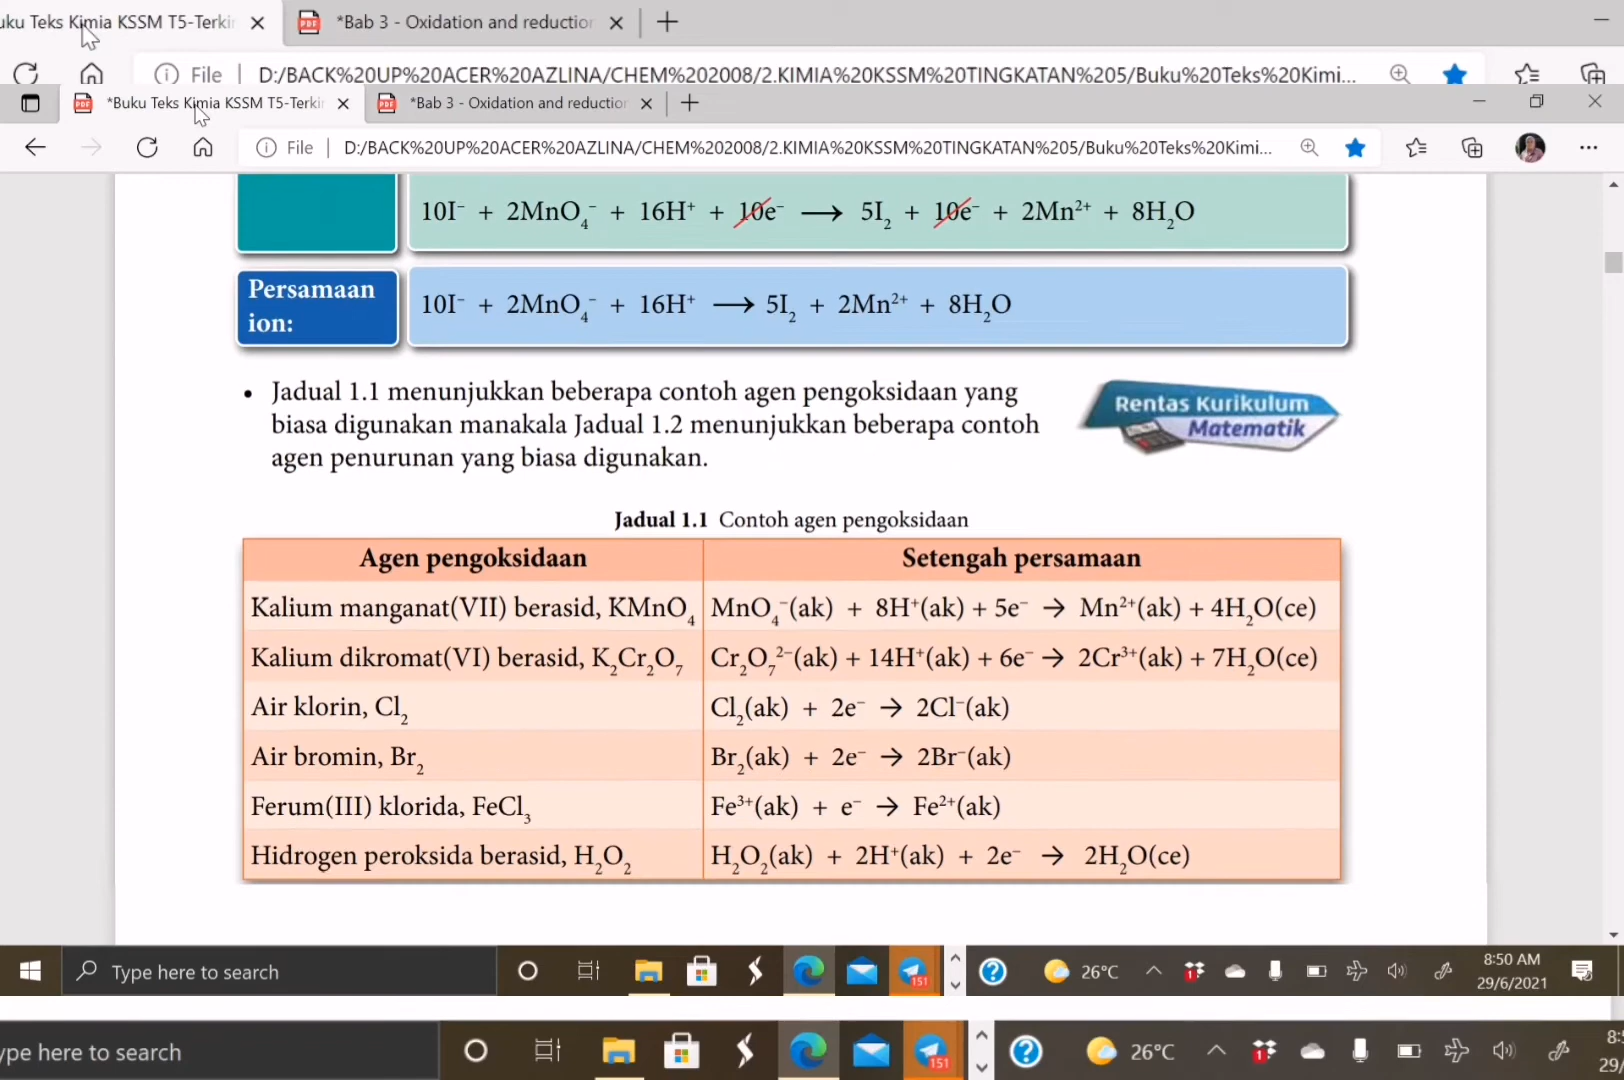 uku Teks Kimia KSSM T5-Terki
*Bab 3 - Oxidation and reduction
File | D:/BACK%20UP%20ACER%20AZLINA/CHEM%202008/2.KIMIA%20KSSM%20TINGKATAN%205/Buku%20Teks%20Kimi...
*Buku Teks Kimia KSSM T5-Terkin
*Bab 3 - Oxidation and reduction
File | D:/BACK%20UP%20ACER%20AZLINA/CHEM%202008/2.KIMIA%20KSSM%20TINGKATAN%205/Buku%20Teks%20Kimi...
10I⁻ + 2MnO₄⁻ + 16H⁺ + 10e⁻ ⟶ 5I₂ + 10e⁻ + 2Mn²⁺ + 8H₂O
Persamaan
ion:
10I⁻ + 2MnO₄⁻ + 16H⁺ ⟶ 5I₂ + 2Mn²⁺ + 8H₂O
• Jadual 1.1 menunjukkan beberapa contoh agen pengoksidaan yang
biasa digunakan manakala Jadual 1.2 menunjukkan beberapa contoh
agen penurunan yang biasa digunakan.
Rentas Kurikulum
Matematik
Jadual 1.1 Contoh agen pengoksidaan
Agen pengoksidaan
Setengah persamaan
Kalium manganat(VII) berasid, KMnO₄
MnO₄⁻(ak) + 8H⁺(ak) + 5e⁻ → Mn²⁺(ak) + 4H₂O(ce)
Kalium dikromat(VI) berasid, K₂Cr₂O₇
Cr₂O₇²⁻(ak) + 14H⁺(ak) + 6e⁻ → 2Cr³⁺(ak) + 7H₂O(ce)
Air klorin, Cl₂
Cl₂(ak) + 2e⁻ → 2Cl⁻(ak)
Air bromin, Br₂
Br₂(ak) + 2e⁻ → 2Br⁻(ak)
Ferum(III) klorida, FeCl₃
Fe³⁺(ak) + e⁻ → Fe²⁺(ak)
Hidrogen peroksida berasid, H₂O₂
H₂O₂(ak) + 2H⁺(ak) + 2e⁻ → 2H₂O(ce)
Type here to search
151
26°C
1
8:50 AM
29/6/2021
ype here to search
151
26°C
1
8:
29/